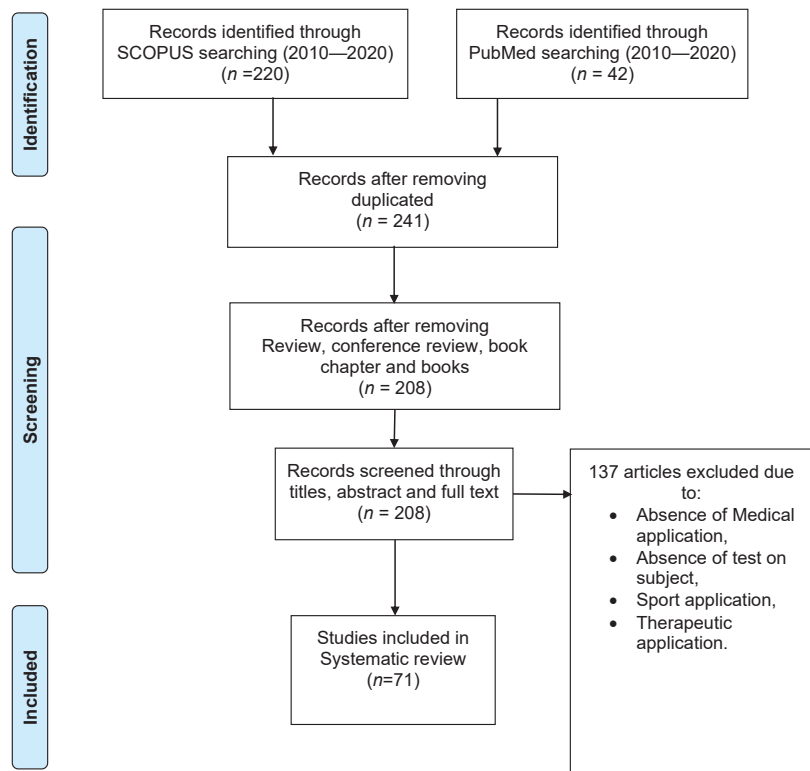 Identification
Records identified through
SCOPUS searching (2010—2020)
(n =220)
Records identified through
PubMed searching (2010—2020)
(n = 42)
Records after removing
duplicated
(n = 241)
Screening
Records after removing
Review, conference review, book
chapter and books
(n = 208)
Records screened through
titles, abstract and full text
(n = 208)
137 articles excluded due
to:
• Absence of Medical
application,
• Absence of test on
subject,
• Sport application,
• Therapeutic
application.
Included
Studies included in
Systematic review
(n=71)